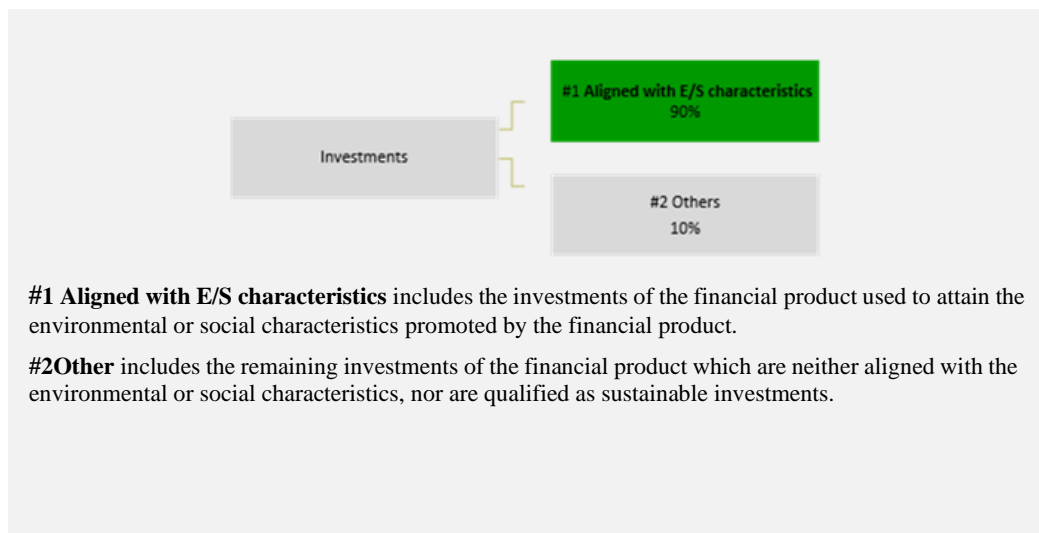 #1 Aligned with E/S characteristics
90%
Investments
#2 Others
10%
#1 Aligned with E/S characteristics includes the investments of the financial product used to attain the
environmental or social characteristics promoted by the financial product.
#2Other includes the remaining investments of the financial product which are neither aligned with the
environmental or social characteristics, nor are qualified as sustainable investments.